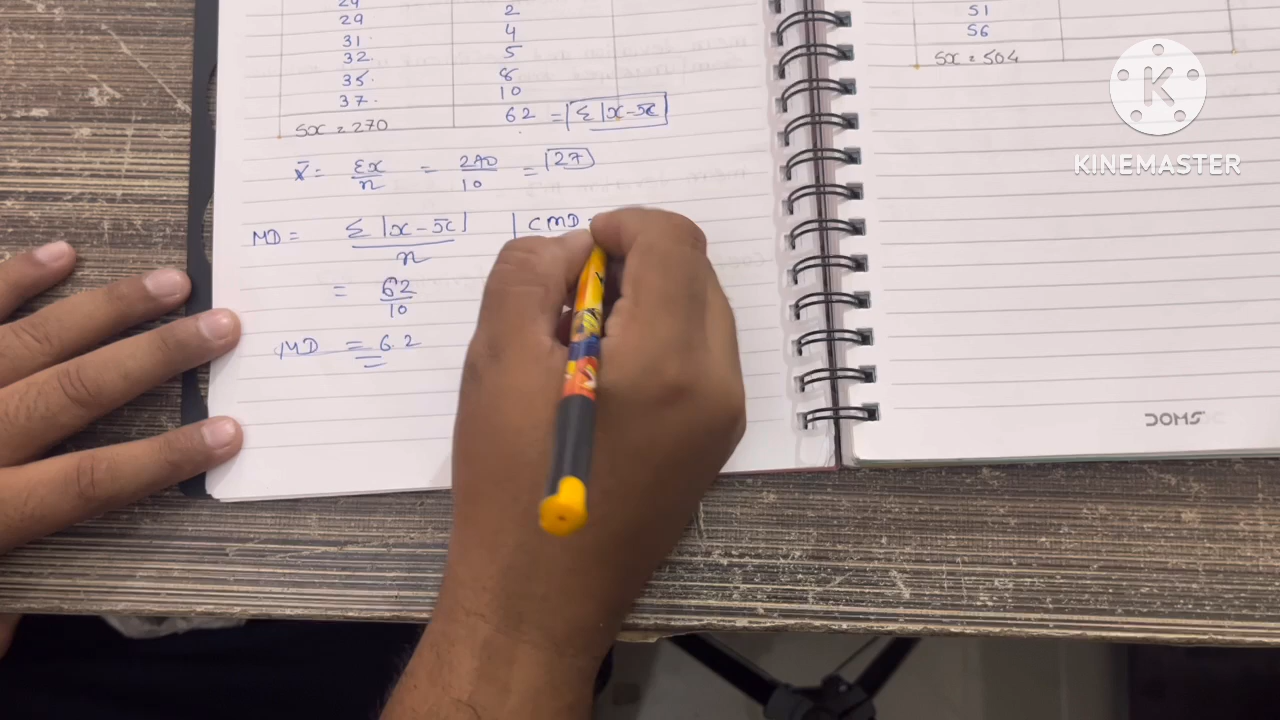 29 2
31. 4
32. 5
35. 8
37. 10
Σx = 270 62 = Σ |x-x̄|
x̄ = Σx/n = 270/10 = 27
MD = Σ |x-x̄|/n
CMD =
= 62/10
MD = 6.2
51
56
Σx = 504
K
KINEMASTER
DOMS